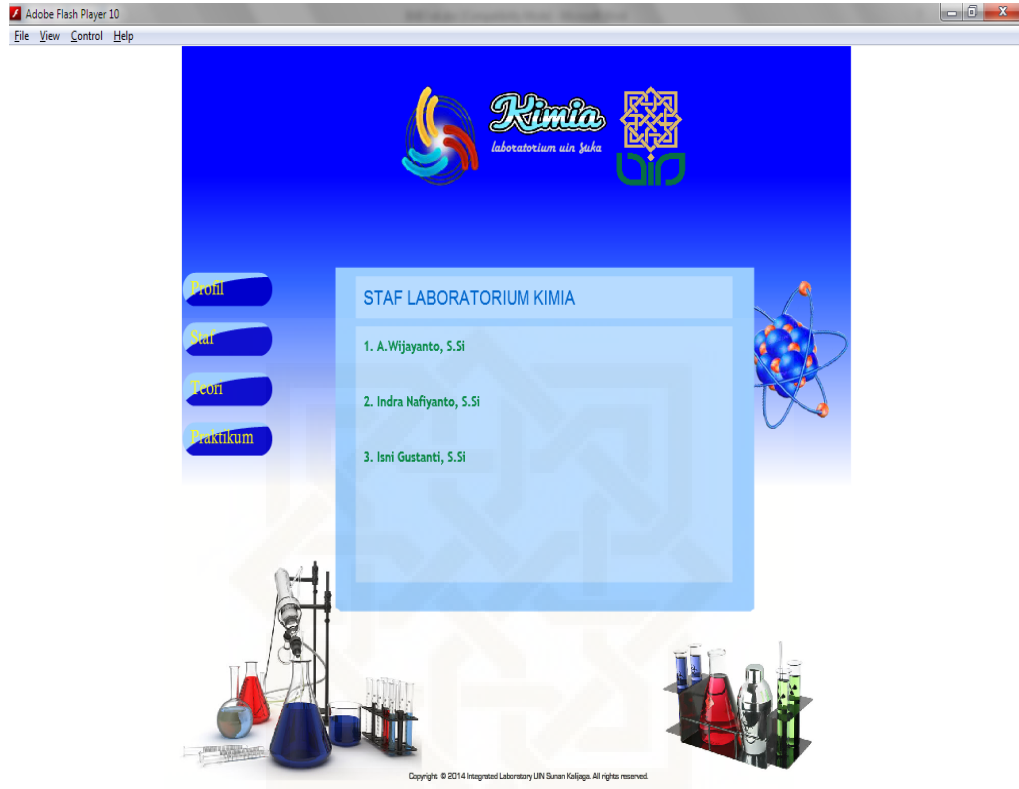 Adobe Flash Player 10
File View Control Help
Kimia
laboratorium uin suka
Profil
Staf
Teori
Praktikum
STAF LABORATORIUM KIMIA
1. A.Wijayanto, S.Si
2. Indra Nafiyanto, S.Si
3. Isni Gustanti, S.Si
Copyright © 2014 Integrated Laboratory UIN Sunan Kalijaga. All rights reserved.